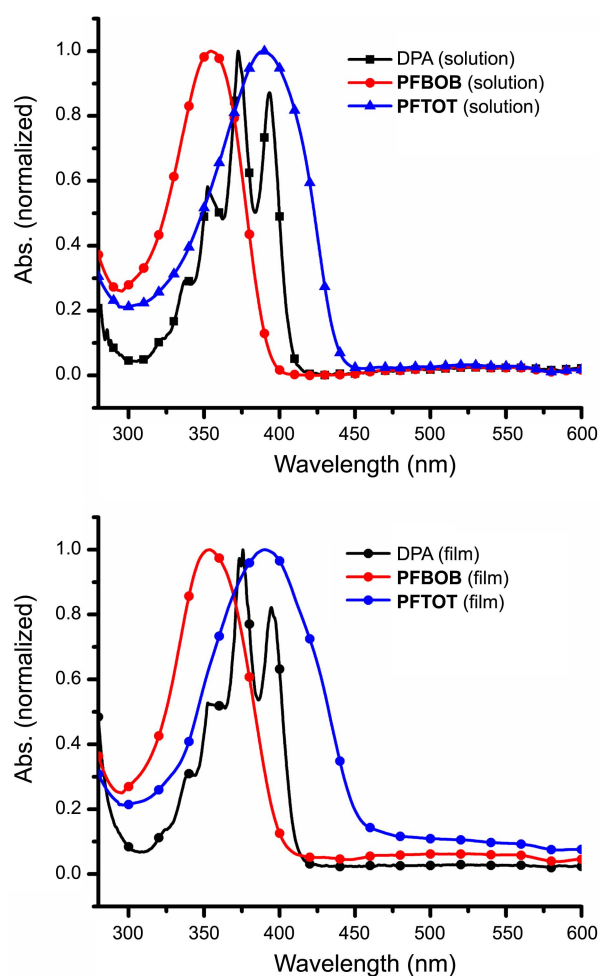 DPA (solution)
PFBOB (solution)
PFTOT (solution)
Abs. (normalized)
1.0
0.8
0.6
0.4
0.2
0.0
300 350 400 450 500 550 600
Wavelength (nm)
DPA (film)
PFBOB (film)
PFTOT (film)
Abs. (normalized)
1.0
0.8
0.6
0.4
0.2
0.0
300 350 400 450 500 550 600
Wavelength (nm)